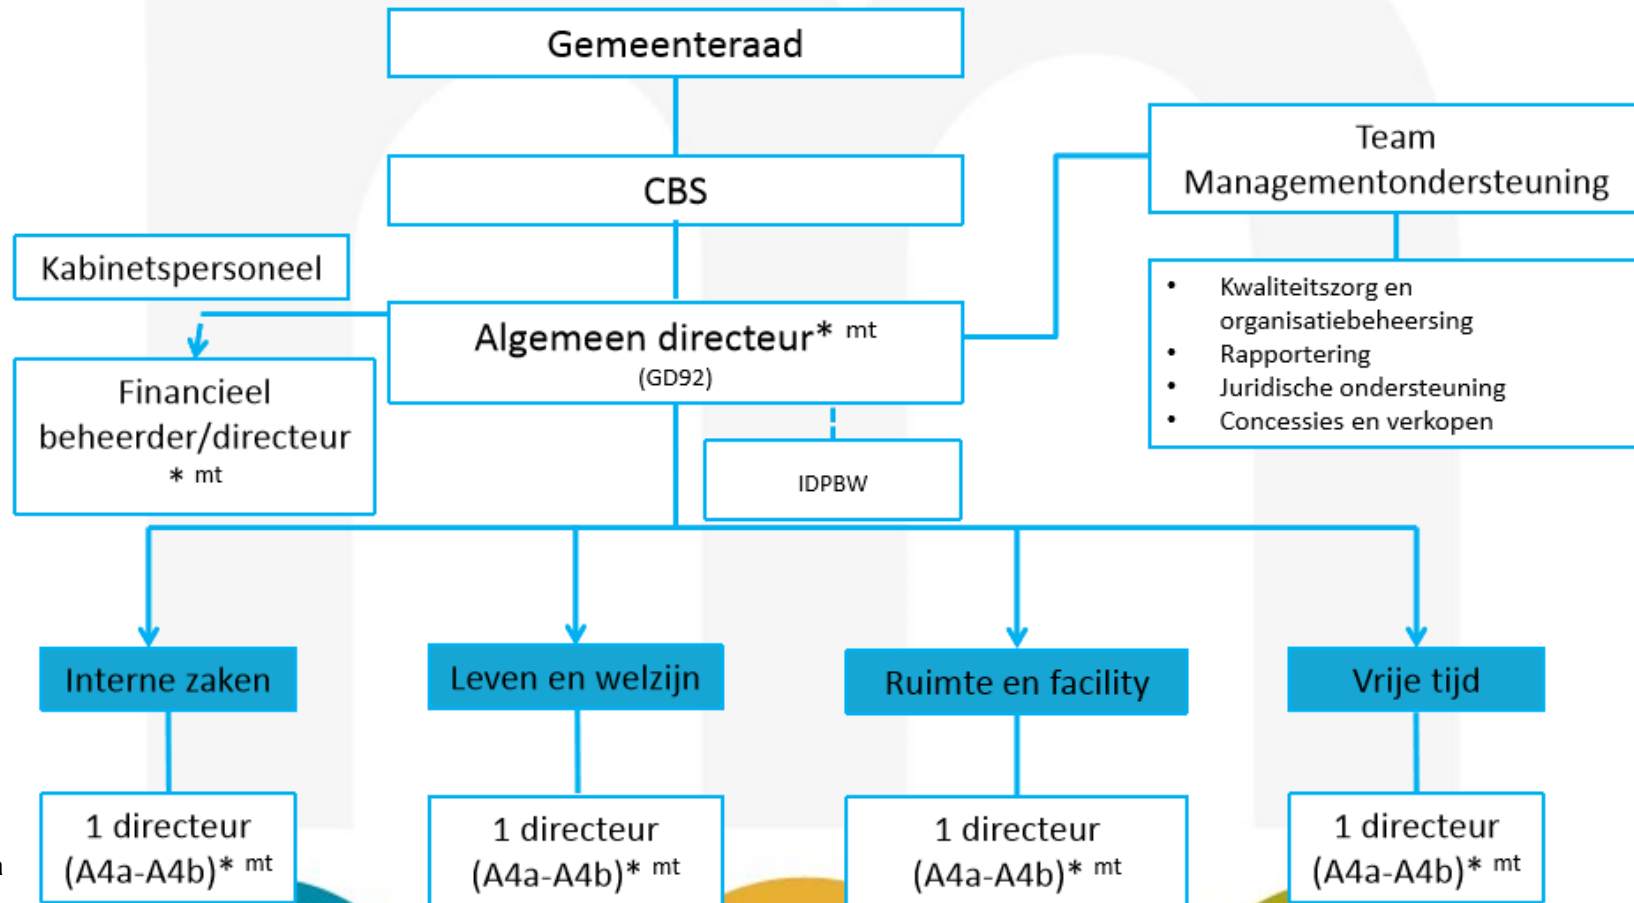 Gemeenteraad
CBS
Team
Managementondersteuning
Kabinetspersoneel
• Kwaliteitszorg en
organisatiebeheersing
• Rapportering
• Juridische ondersteuning
• Concessies en verkopen
Algemeen directeur* mt
(GD92)
Financieel
beheerder/directeur
* mt
IDPBW
Interne zaken
Leven en welzijn
Ruimte en facility
Vrije tijd
1 directeur
(A4a-A4b)* mt
1 directeur
(A4a-A4b)* mt
1 directeur
(A4a-A4b)* mt
1 directeur
(A4a-A4b)* mt